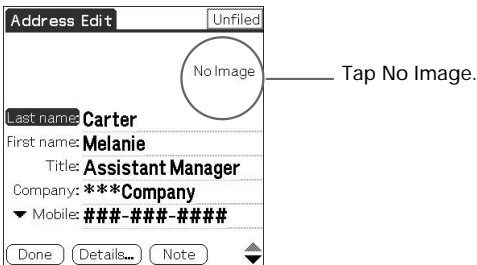 Address Edit Unfiled
No Image Tap No Image.
Last name: Carter
First name: Melanie
Title: Assistant Manager
Company: ***Company
Mobile: ###-###-####
Done Details... Note